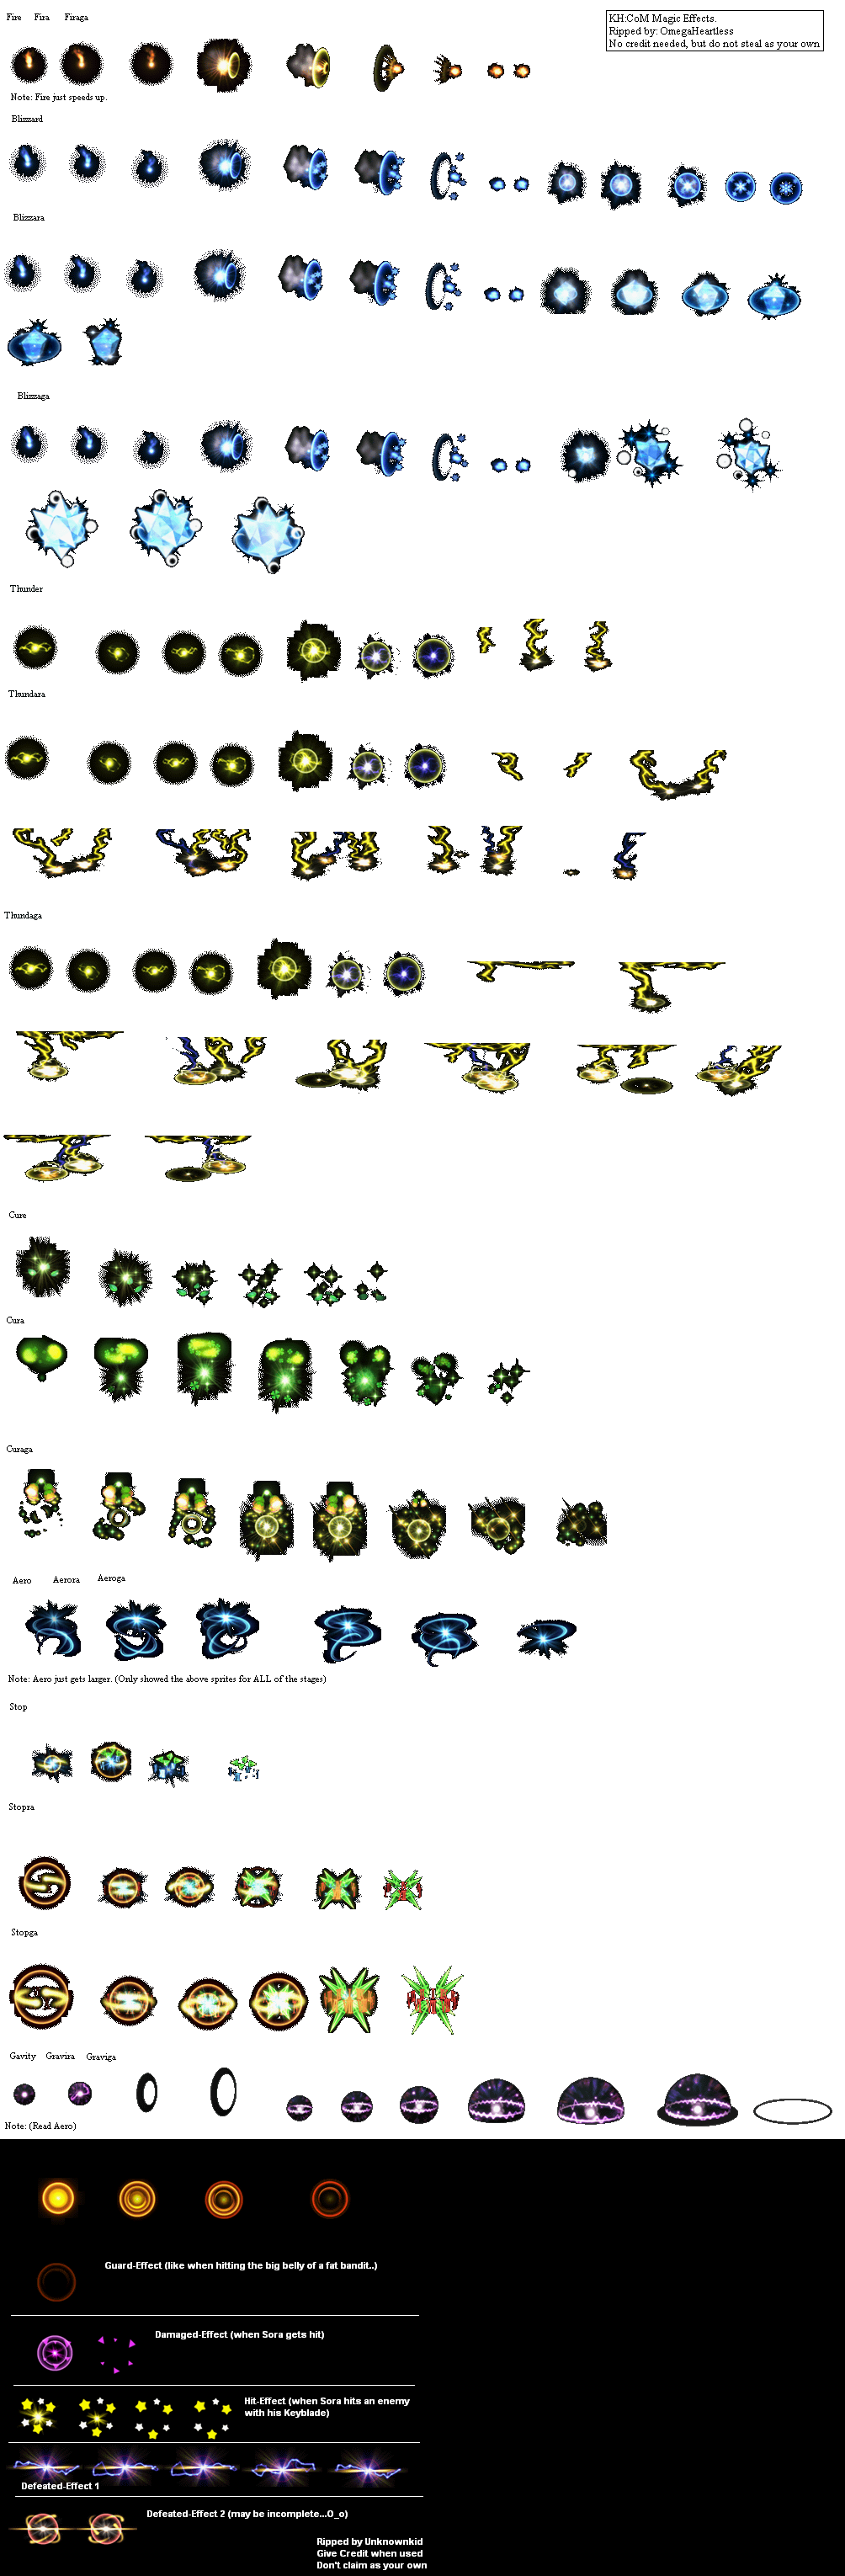 Fire Fira Firaga
KH:CoM Magic Effects.
Ripped by: OmegaHeartless
No credit needed, but do not steal as your own
Note: Fire just speeds up.
Blizzard
Blizzara
Blizzaga
Thunder
Thundara
Thundaga
Cure
Cura
Curaga
Aero Aerora Aeroga
Note: Aero just gets larger. (Only showed the above sprites for ALL of the stages)
Stop
Stopra
Stopga
Gavity Gravira Graviga
Note: (Read Aero)
Guard-Effect (like when hitting the big belly of a fat bandit..)
Damaged-Effect (when Sora gets hit)
Hit-Effect (when Sora hits an enemy
with his Keyblade)
Defeated-Effect 1
Defeated-Effect 2 (may be incomplete...O_o)
Ripped by Unknownkid
Give Credit when used
Don't claim as your own